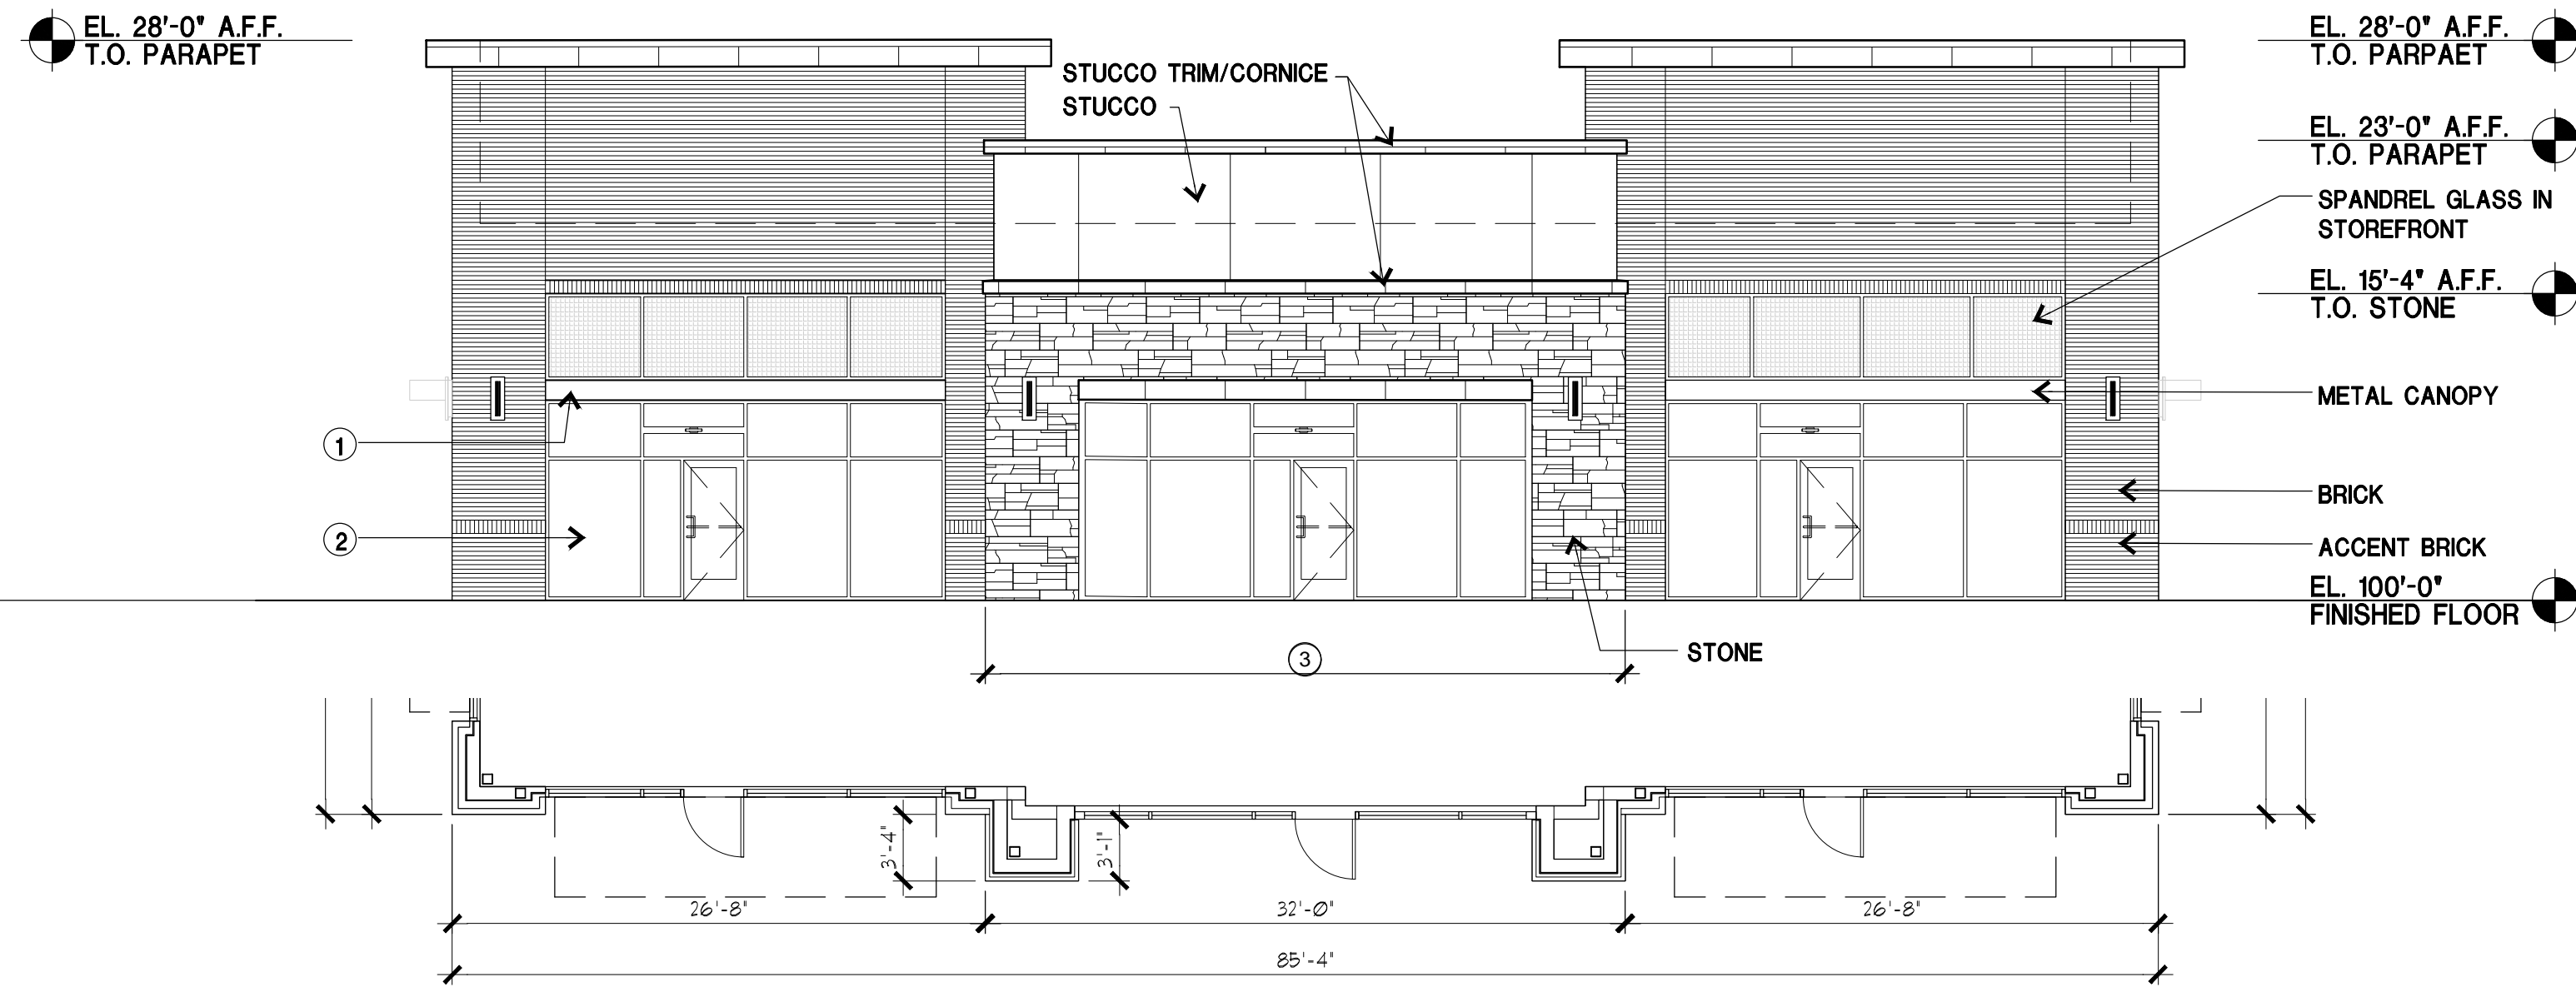 EL. 28'-0" A.F.F.
T.O. PARAPET
EL. 28'-0" A.F.F.
T.O. PARPAET
STUCCO TRIM/CORNICE
STUCCO
EL. 23'-0" A.F.F.
T.O. PARAPET
SPANDREL GLASS IN
STOREFRONT
EL. 15'-4" A.F.F.
T.O. STONE
METAL CANOPY
1
BRICK
2
ACCENT BRICK
EL. 100'-0"
FINISHED FLOOR
3
STONE
3'-4"
3'-1"
26'-8"
32'-0"
26'-8"
85'-4"